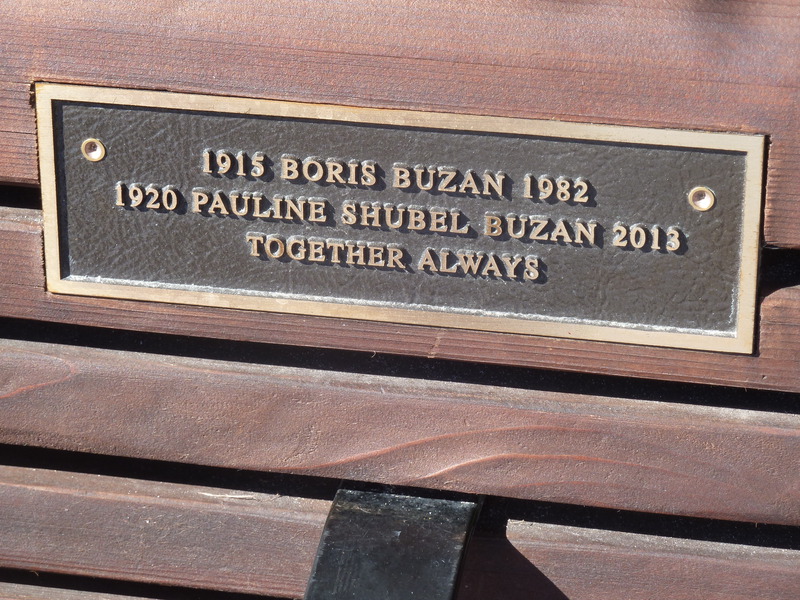 1915 BORIS BUZAN 1982
1920 PAULINE SHUBEL BUZAN 2013
TOGETHER ALWAYS